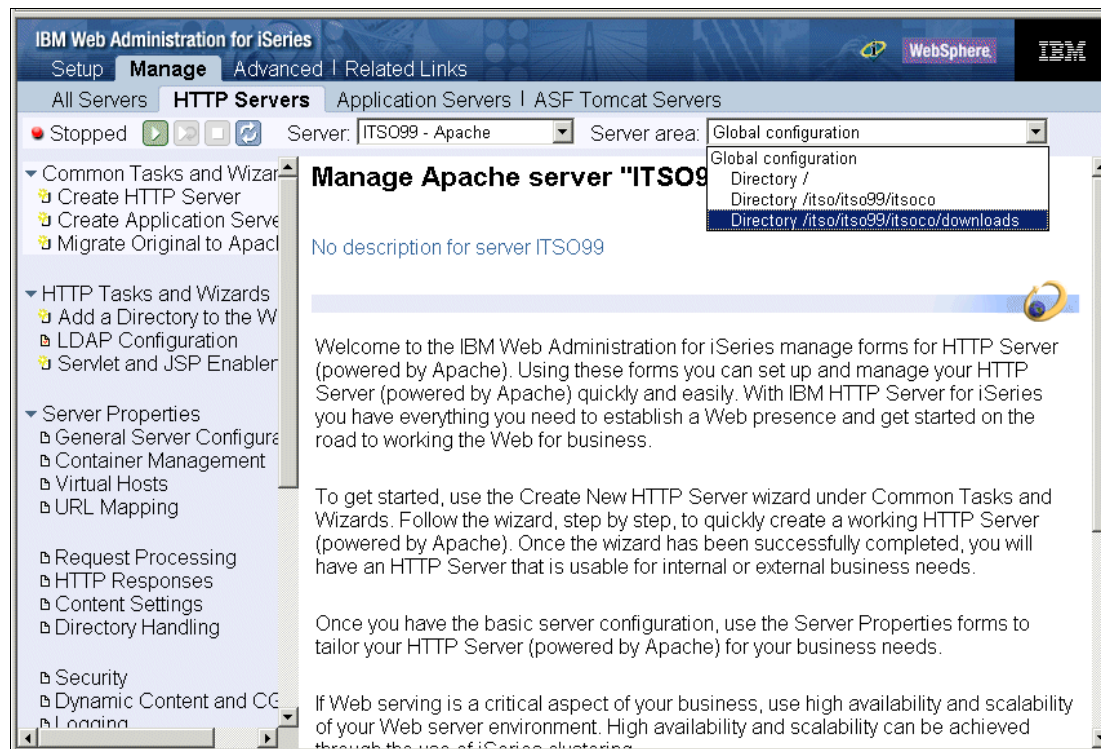 IBM Web Administration for iSeries
WebSphere.
IBM
Setup Manage Advanced | Related Links
All Servers HTTP Servers Application Servers | ASF Tomcat Servers
Stopped Server: ITSO99 - Apache Server area: Global configuration
Global configuration
Directory /
Directory /itso/itso99/itsoco
Directory /itso/itso99/itsoco/downloads
Common Tasks and Wizar
Create HTTP Server
Create Application Serve
Migrate Original to Apacl
HTTP Tasks and Wizards
Add a Directory to the W
LDAP Configuration
Servlet and JSP Enabler
Server Properties
General Server Configura
Container Management
Virtual Hosts
URL Mapping
Request Processing
HTTP Responses
Content Settings
Directory Handling
Security
Dynamic Content and CG
Logging
Manage Apache server "ITSO9
No description for server ITSO99
Welcome to the IBM Web Administration for iSeries manage forms for HTTP Server
(powered by Apache). Using these forms you can set up and manage your HTTP
Server (powered by Apache) quickly and easily. With IBM HTTP Server for iSeries
you have everything you need to establish a Web presence and get started on the
road to working the Web for business.
To get started, use the Create New HTTP Server wizard under Common Tasks and
Wizards. Follow the wizard, step by step, to quickly create a working HTTP Server
(powered by Apache). Once the wizard has been successfully completed, you will
have an HTTP Server that is usable for internal or external business needs.
Once you have the basic server configuration, use the Server Properties forms to
tailor your HTTP Server (powered by Apache) for your business needs.
If Web serving is a critical aspect of your business, use high availability and scalability
of your Web server environment. High availability and scalability can be achieved
through the use of iSeries clustering.